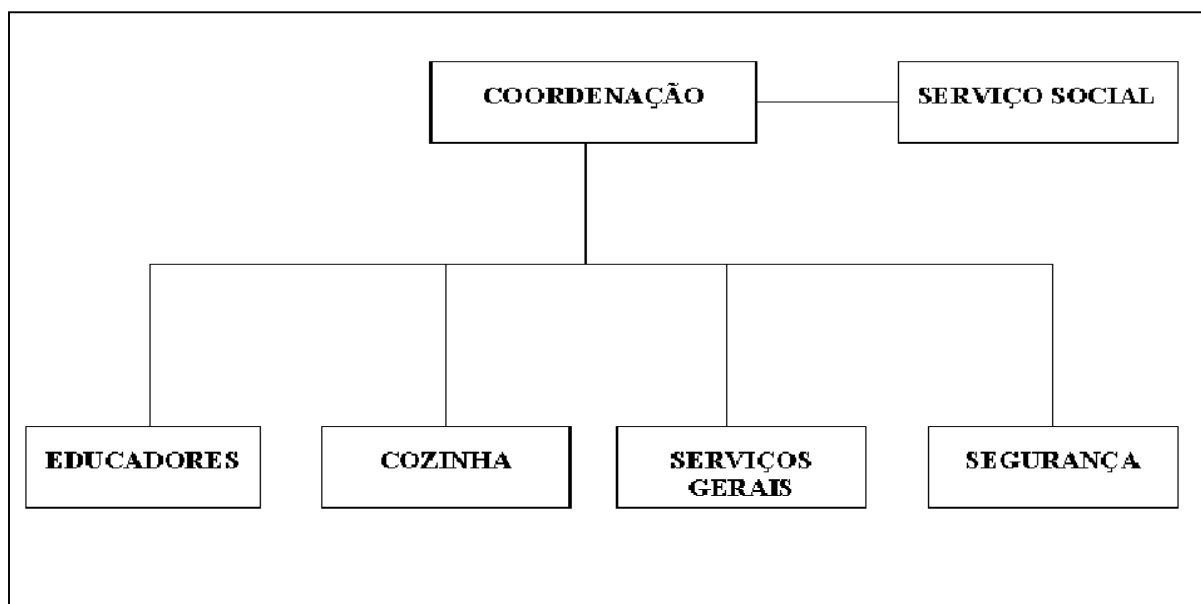 COORDENAÇÃO
SERVIÇO SOCIAL
EDUCADORES
COZINHA
SERVIÇOS
GERAIS
SEGURANÇA